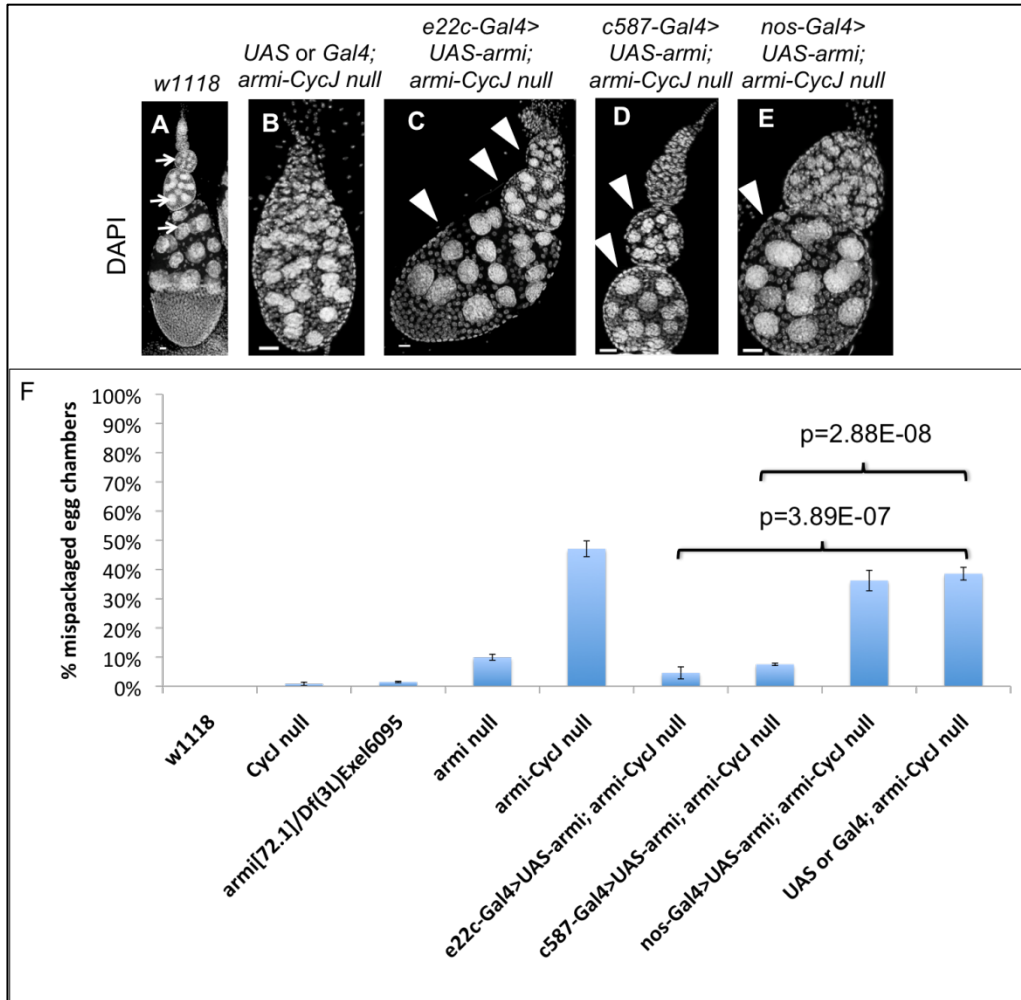 w1118
UAS or Gal4;
armi-CycJ null
e22c-Gal4>
UAS-armi;
armi-CycJ null
c587-Gal4>
UAS-armi;
armi-CycJ null
nos-Gal4>
UAS-armi;
armi-CycJ null
A
B
C
D
E
DAPI
F
% mispackaged egg chambers
100%
90%
80%
70%
60%
50%
40%
30%
20%
10%
0%
p=2.88E-08
p=3.89E-07
w1118
CycJ null
armi[72.1]/Df(3L)Exel6095
armi null
armi-CycJ null
e22c-Gal4>UAS-armi; armi-CycJ null
c587-Gal4>UAS-armi; armi-CycJ null
nos-Gal4>UAS-armi; armi-CycJ null
UAS or Gal4; armi-CycJ null